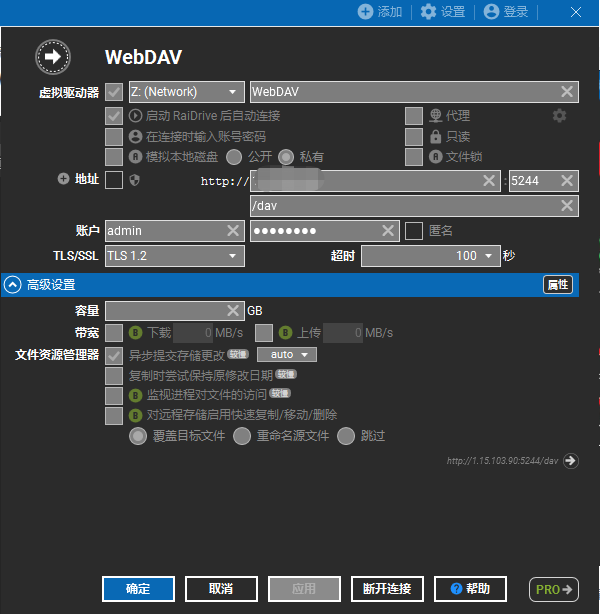 添加 设置 登录
WebDAV
虚拟驱动器 Z: (Network) WebDAV
启动 RaiDrive 后自动连接 代理
在连接时输入账号密码 只读
模拟本地磁盘 公开 私有 文件锁
地址 http:// : 5244
/dav
账户 admin ●●●●●●●● 匿名
TLS/SSL TLS 1.2 超时 100 秒
高级设置 属性
容量 GB
带宽 B 下载 0 MB/s B 上传 0 MB/s
文件资源管理器 异步提交存储更改 较慢 auto
复制时尝试保持原修改日期 较慢
B 监视进程对文件的访问 较慢
B 对远程存储启用快速复制/移动/删除
覆盖目标文件 重命名源文件 跳过
http://1.15.103.90:5244/dav
确定 取消 应用 断开连接 ? 帮助 PRO